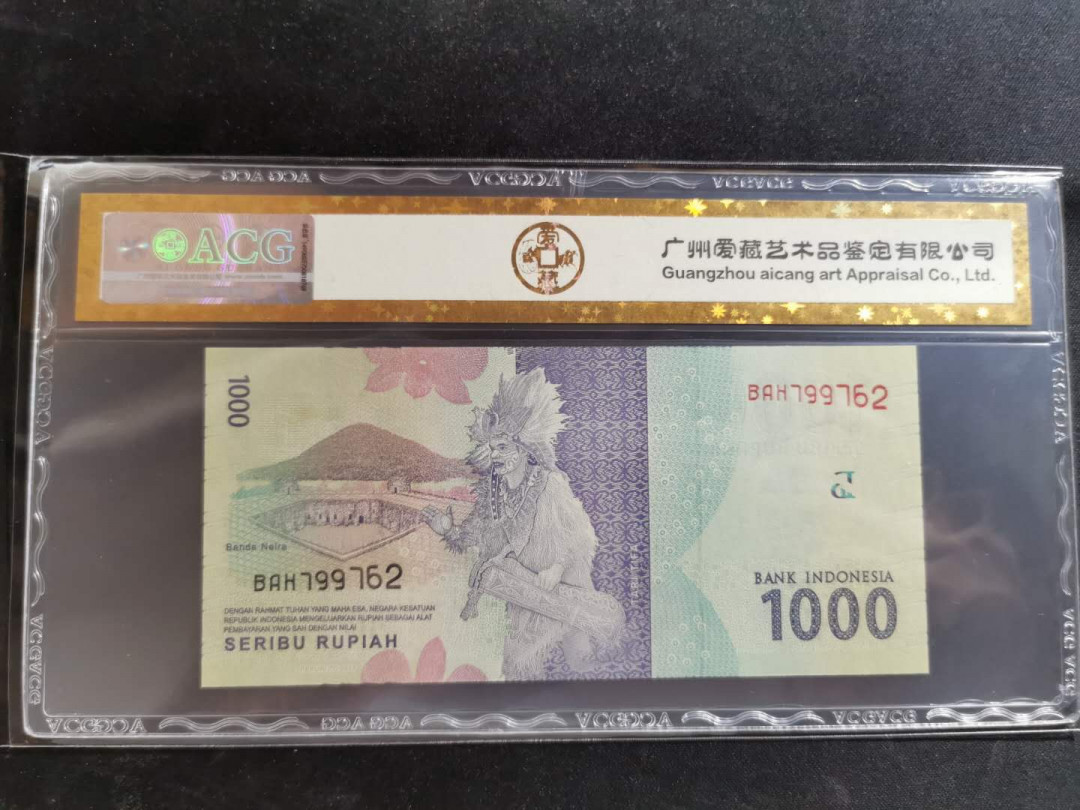 ACG ACG
ACG
广州爱藏艺术品鉴定有限公司
Guangzhou aicang art Appraisal Co., Ltd.
1000
BAH799762
Banda Neira
BAH799762
DENGAN RAHMAT TUHAN YANG MAHA ESA, NEGARA KESATUAN
REPUBLIK INDONESIA MENGELUARKAN RUPIAH SEBAGAI ALAT
PEMBAYARAN YANG SAH DENGAN NILAI
SERIBU RUPIAH
BANK INDONESIA
1000